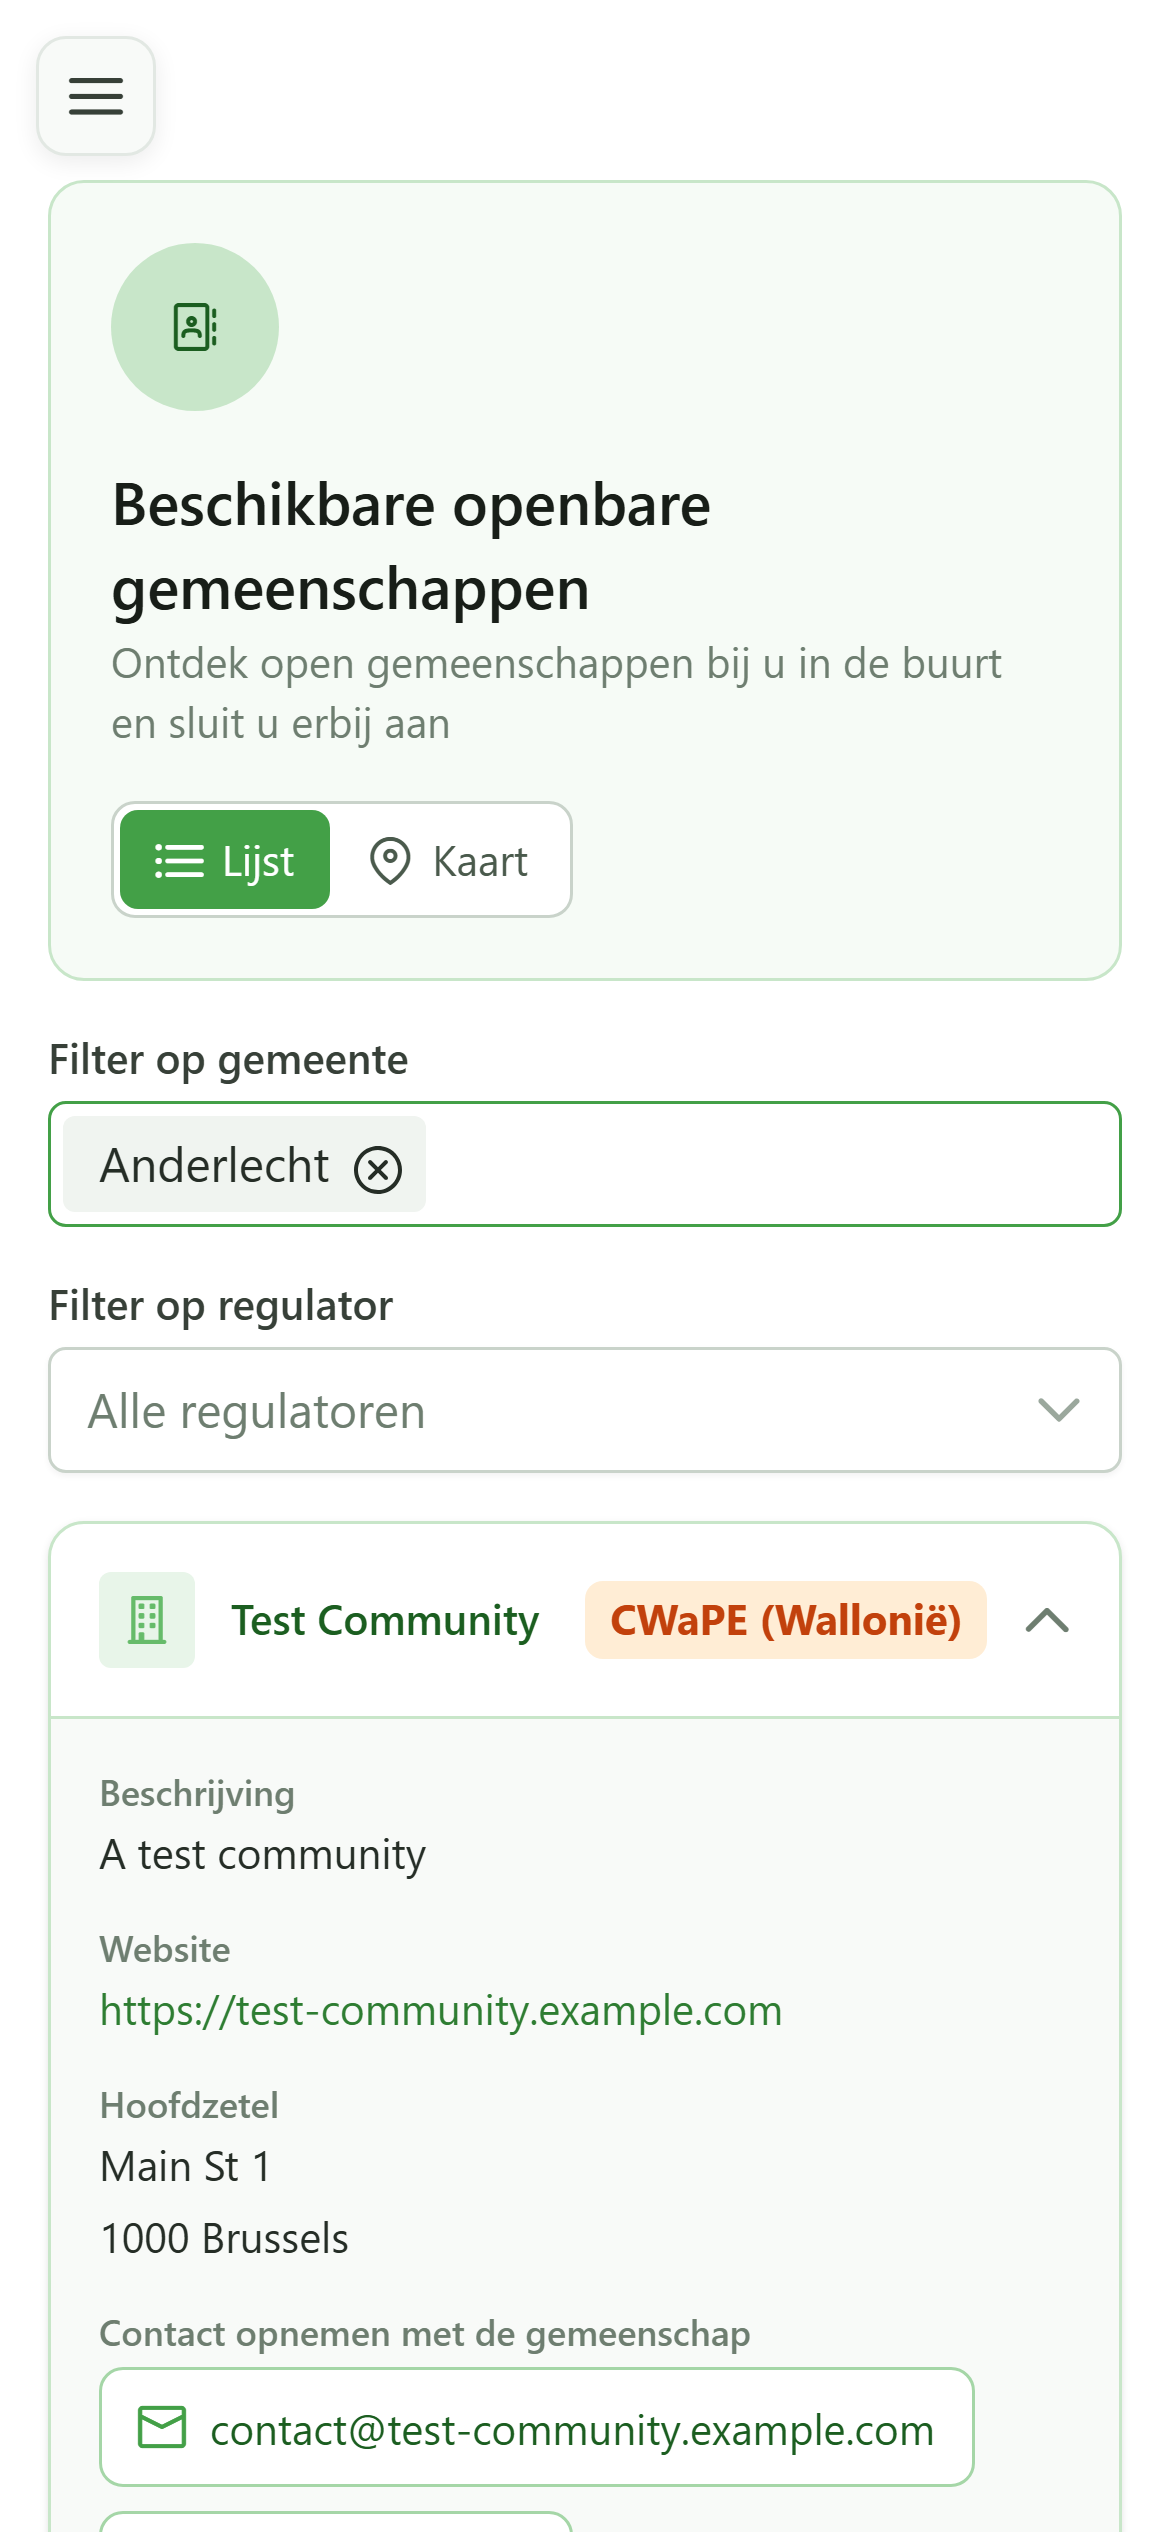 Beschikbare openbare
gemeenschappen
Ontdek open gemeenschappen bij u in de buurt
en sluit u erbij aan
Lijst
Kaart
Filter op gemeente
Anderlecht
Filter op regulator
Alle regulatoren
Test Community
CWaPE (Wallonië)
Beschrijving
A test community
Website
https://test-community.example.com
Hoofdzetel
Main St 1
1000 Brussels
Contact opnemen met de gemeenschap
contact@test-community.example.com